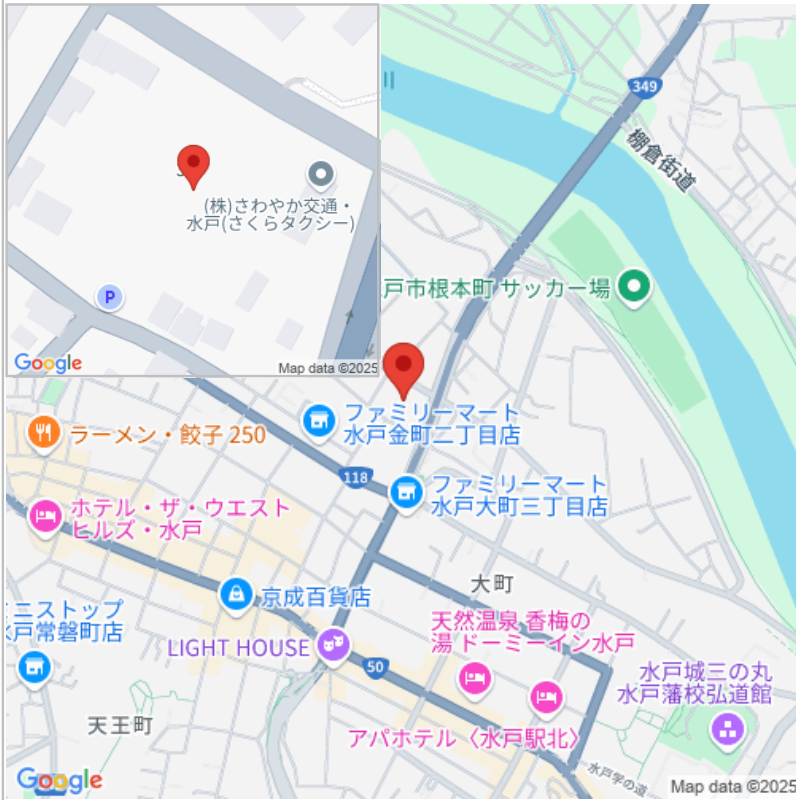 (株)さわやか交通・
水戸(さくらタクシー)
P
Google
Map data ©2025
349
棚倉街道
川
戸市根本町 サッカー場
ファミリーマート
水戸金町二丁目店
ラーメン・餃子 250
118
ファミリーマート
水戸大町三丁目店
ホテル・ザ・ウエスト
ヒルズ・水戸
大町
京成百貨店
ニストップ
水戸常磐町店
天然温泉 香梅の
湯 ドーミーイン水戸
LIGHT HOUSE
50
水戸城三の丸
水戸藩校弘道館
天王町
アパホテル〈水戸駅北〉
水戸学の道
Google
Map data ©2025